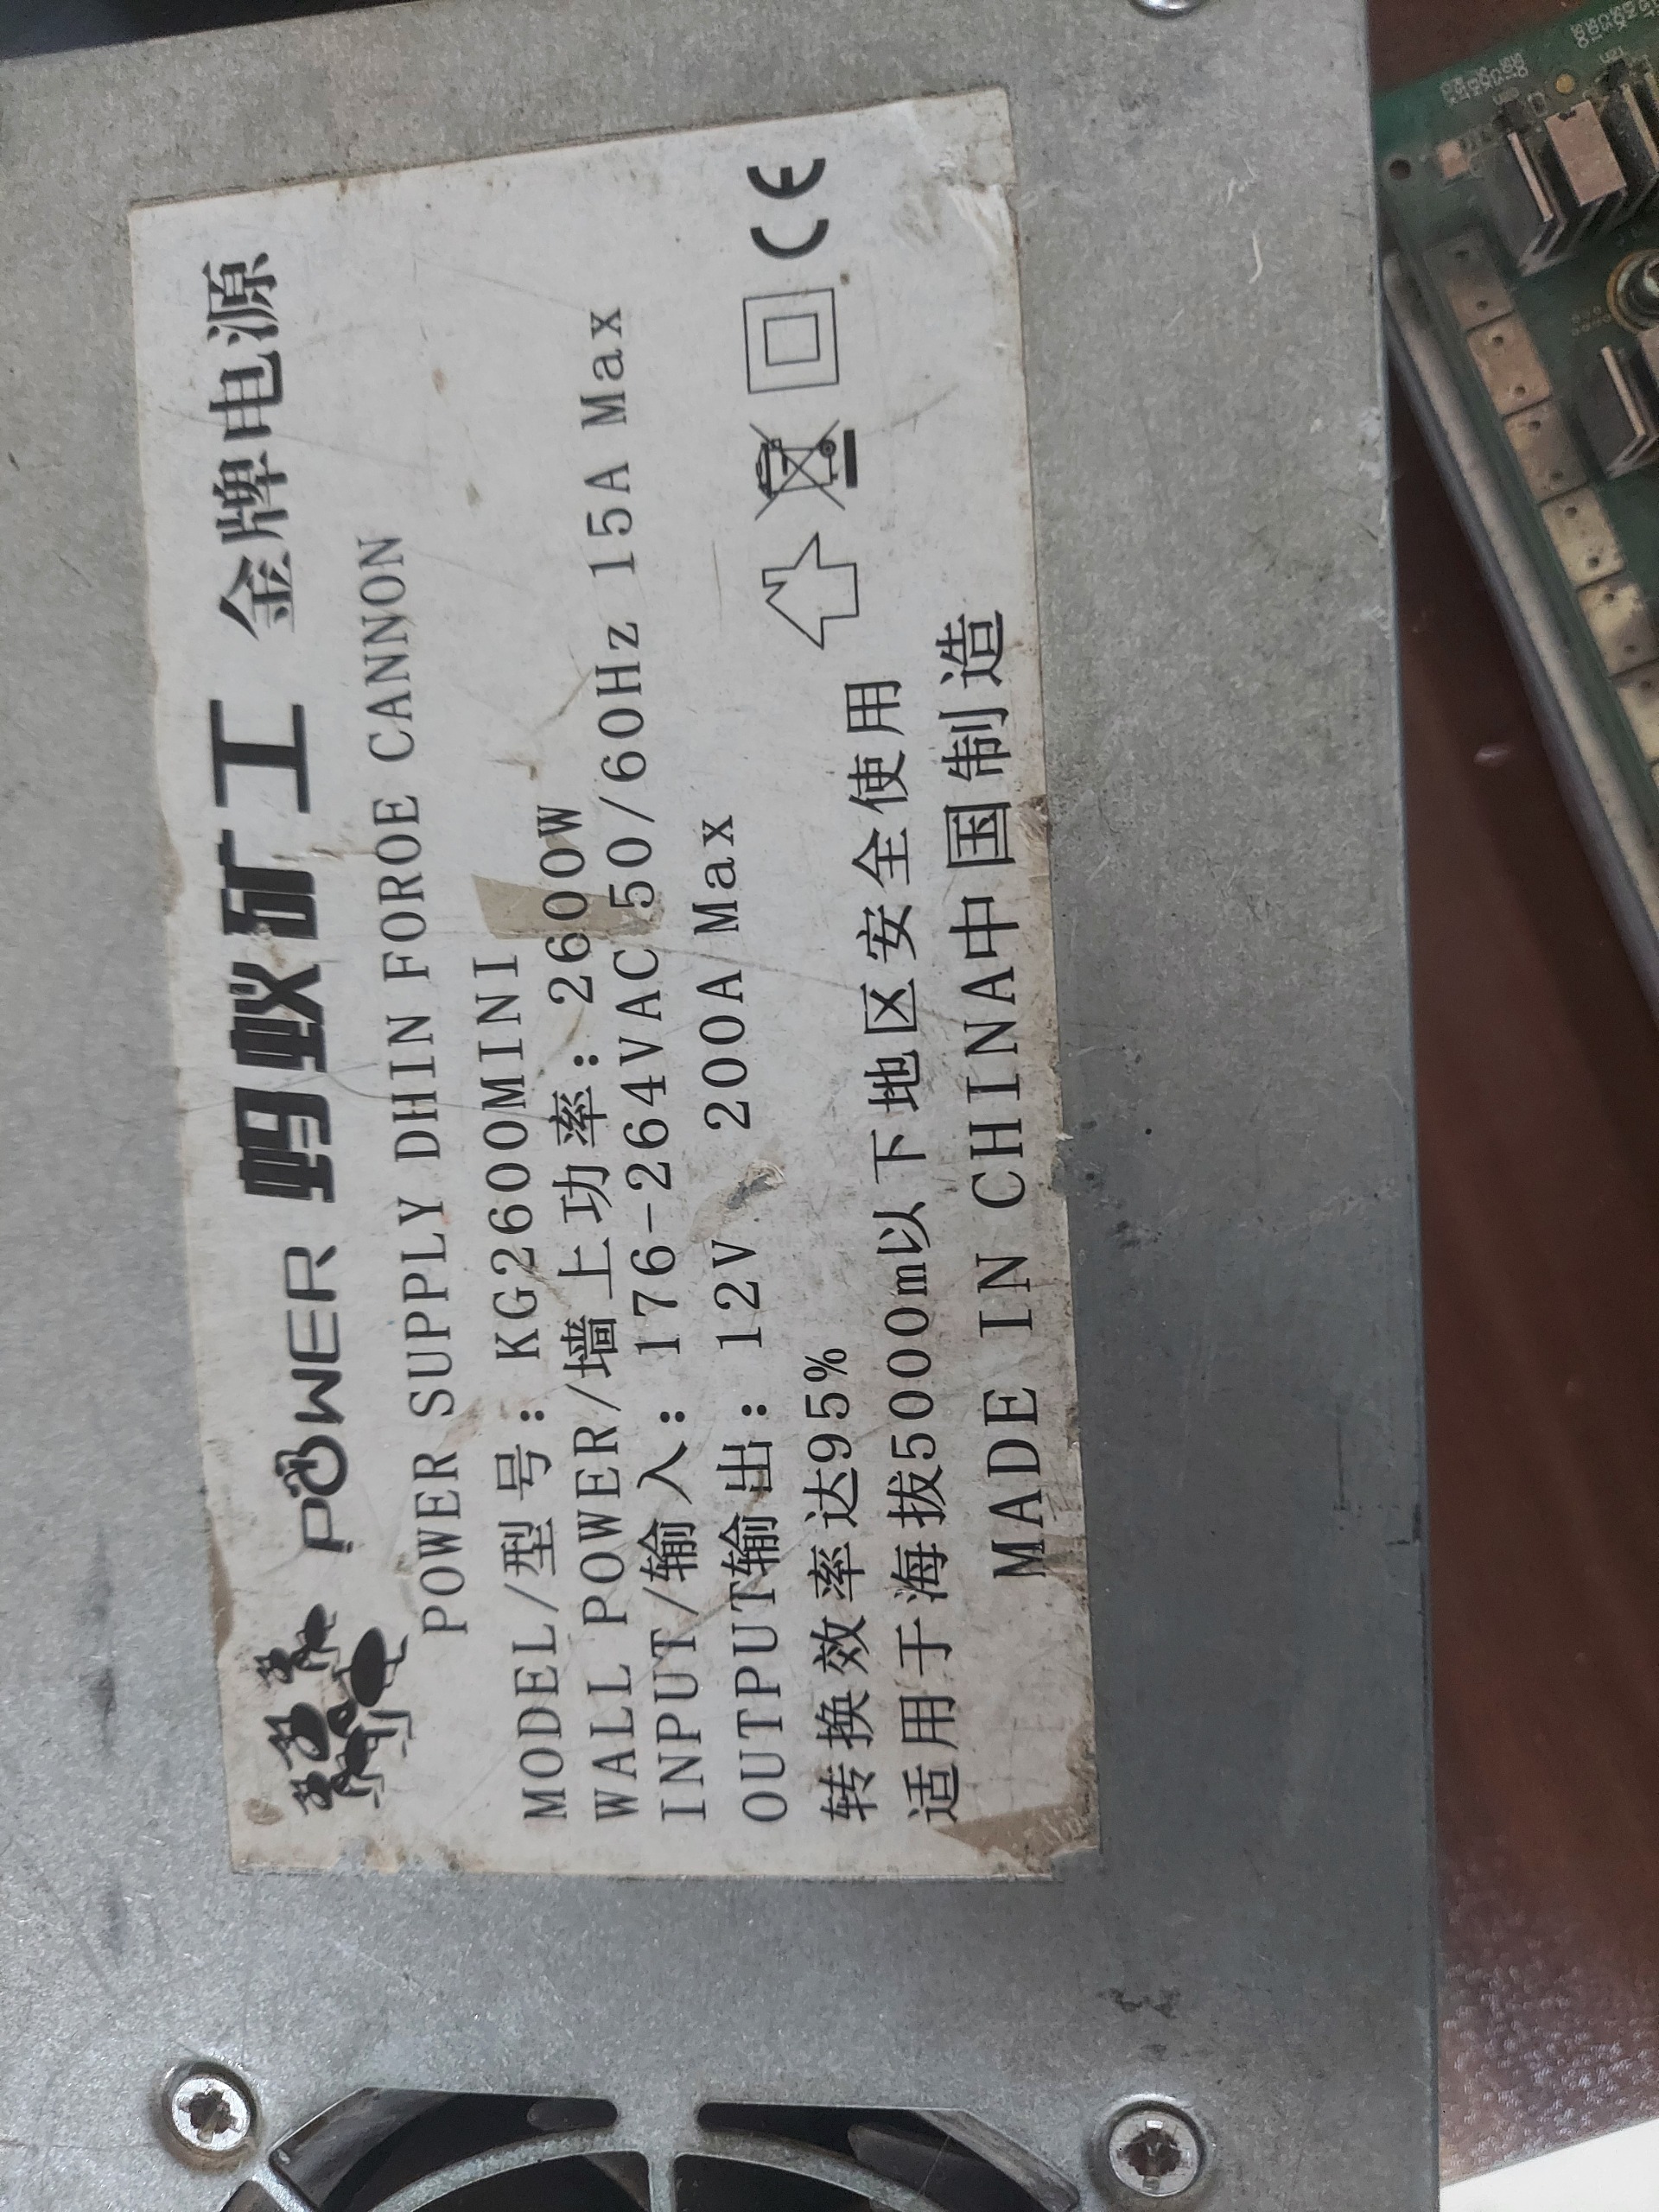 POWER 蚂蚁矿工 金牌电源
POWER SUPPLY DHIN FOROE CANNON
MODEL/型号：KG2600MINI
WALL POWER/墙上功率：2600W
INPUT/输入：176-264VAC 50/60Hz 15A Max
OUTPUT输出：12V 200A Max
转换效率达95%
适用于海拔5000m以下地区安全使用
MADE IN CHINA中国制造
CE